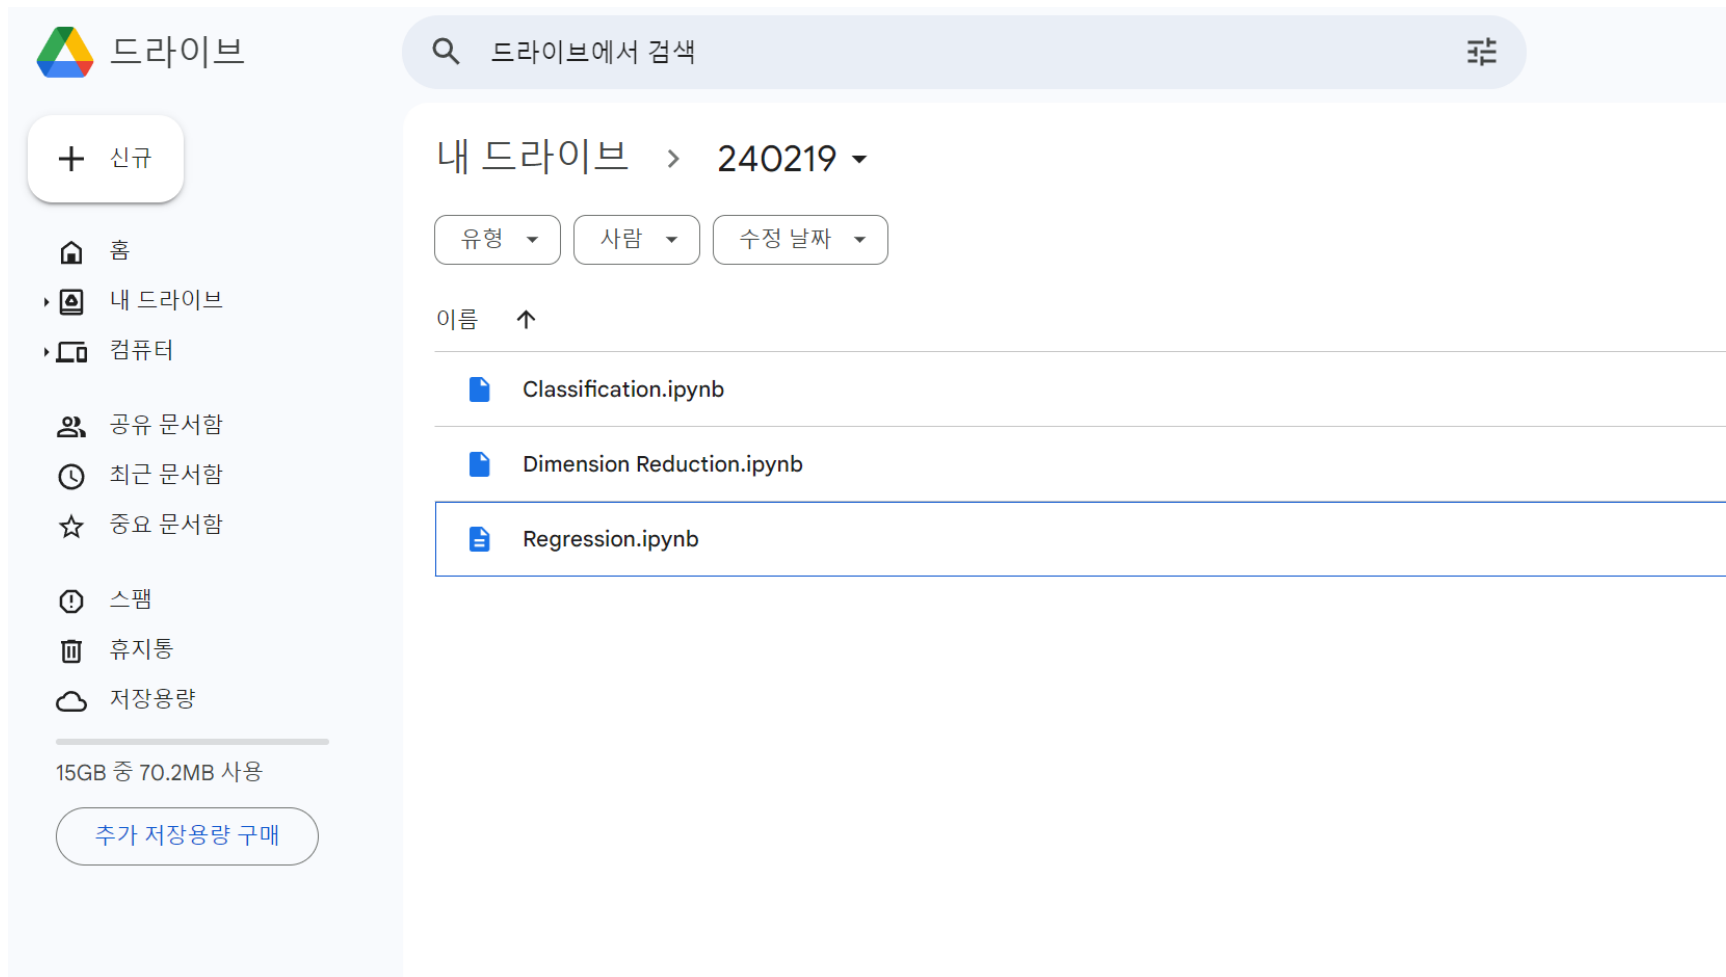 드라이브
드라이브에서 검색
신규
홈
내 드라이브
컴퓨터
공유 문서함
최근 문서함
중요 문서함
스팸
휴지통
저장용량
15GB 중 70.2MB 사용
추가 저장용량 구매
내 드라이브 > 240219
유형 사람 수정 날짜
이름
Classification.ipynb
Dimension Reduction.ipynb
Regression.ipynb